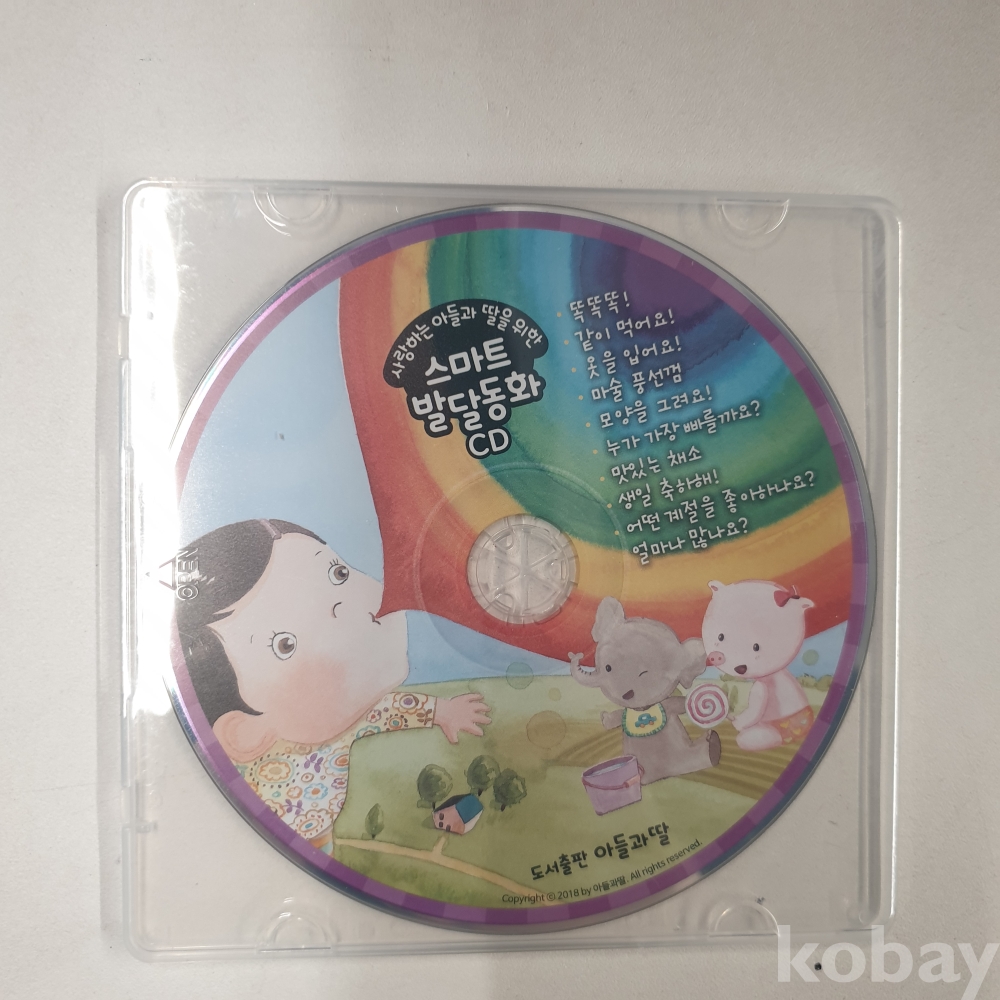 사랑하는 아들과 딸을 위한
스마트
발달동화
CD
똑똑똑!
같이 먹어요!
옷을 입어요!
마술 풍선껌
모양을 그려요!
누가 가장 빠를까요?
맛있는 채소
생일 축하해!
어떤 계절을 좋아하나요?
얼마나 많나요?
OPEN
도서출판 아들과딸
Copyright ⓒ 2018 by 아들과딸. All rights reserved.
kobay